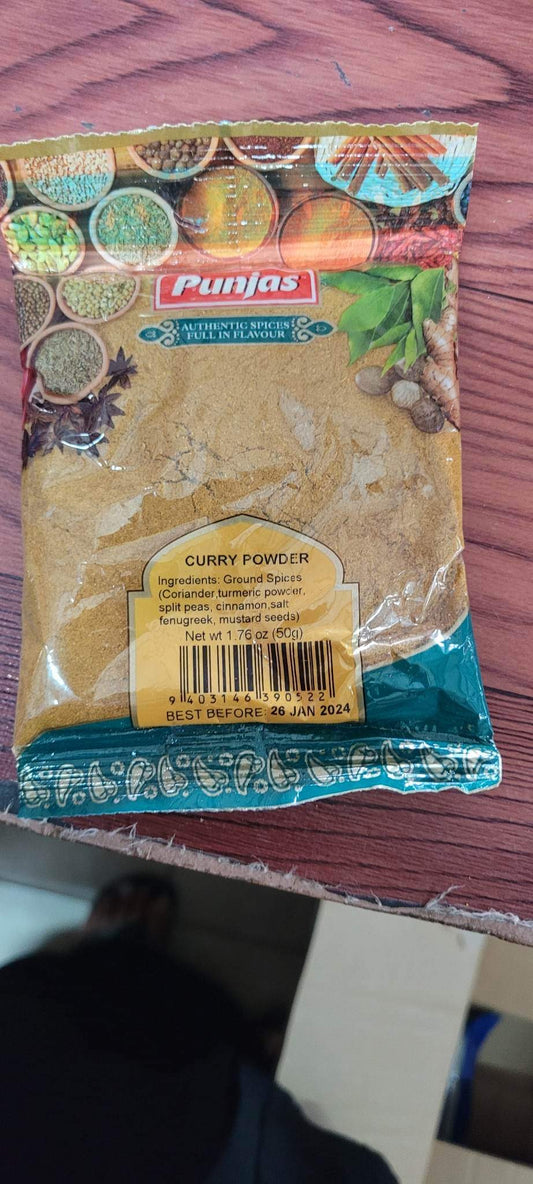 Punjas
AUTHENTIC SPICES
FULL IN FLAVOUR
CURRY POWDER
Ingredients: Ground Spices
(Coriander,turmeric powder,
split peas, cinnamon,salt
fenugreek, mustard seeds)
Net wt 1.76 oz (50g)
9 403146 390522
BEST BEFORE: 26 JAN 2024